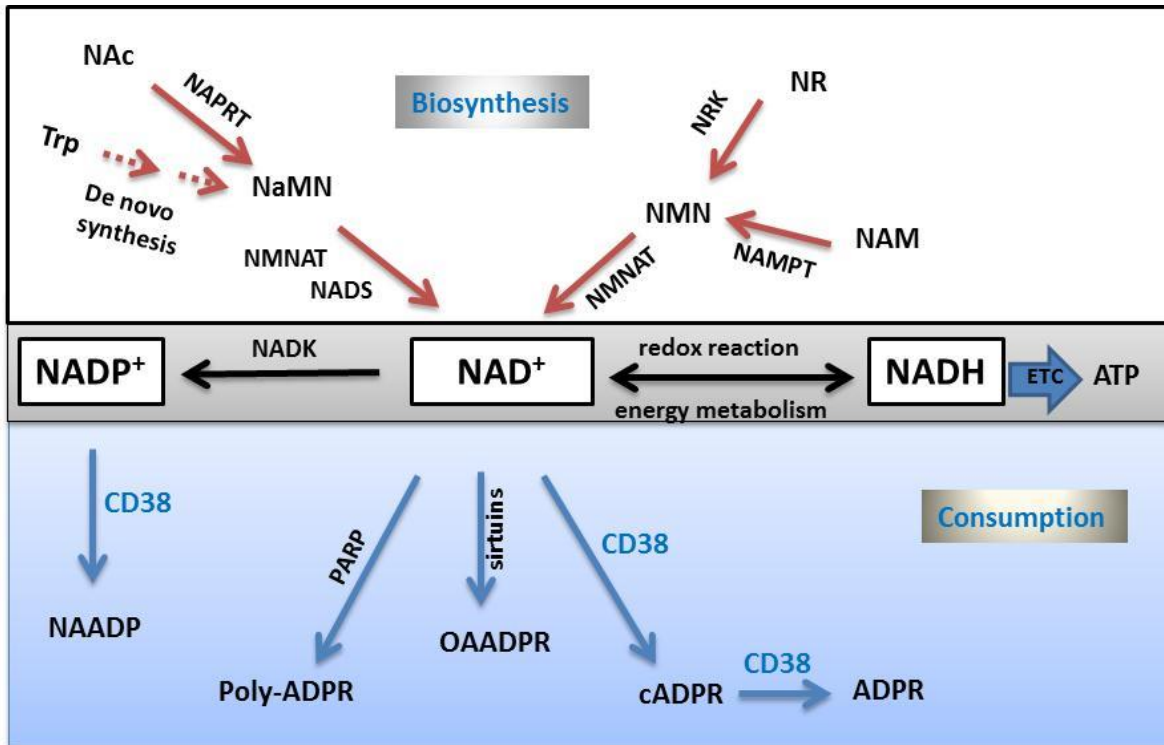 NAc
NAPRT
Biosynthesis
NR
NRK
Trp
De novo
synthesis
NaMN
NMN
NAM
NAMPT
NMNAT
NADS
NMNAT
NADP+
NADK
NAD+
redox reaction
energy metabolism
NADH
ETC
ATP
CD38
Consumption
PARP
sirtuins
CD38
NAADP
OAADPR
Poly-ADPR
cADPR
CD38
ADPR